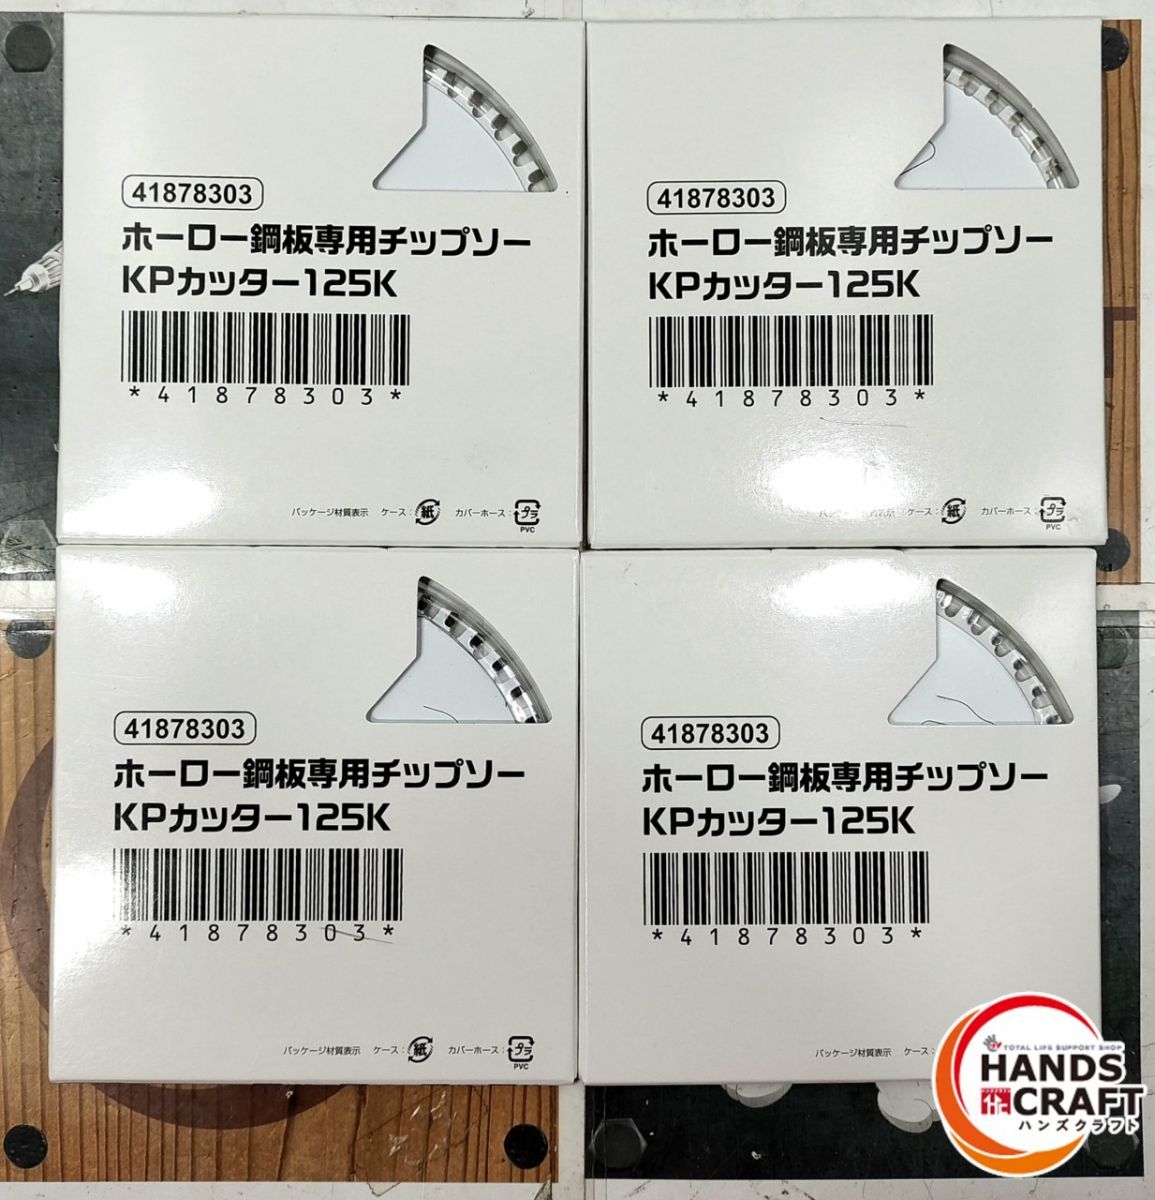 41878303
ホーロー鋼板専用チップソー
KPカッター125K
*41878303*
パッケージ材質表示 ケース: 紙 カバーホース: プラ
PVC
41878303
ホーロー鋼板専用チップソー
KPカッター125K
*41878303*
材質表示 ケース: 紙 カバーホース: プラ
PVC
41878303
ホーロー鋼板専用チップソー
KPカッター125K
*41878303*
パッケージ材質表示 ケース: 紙 カバーホース: プラ
PVC
41878303
ホーロー鋼板専用チップソー
KPカッター125K
*41878303*
パッケージ材質表示 ケース:
TOTAL LIFE SUPPORT SHOP
HANDS
CRAFT
ハンズクラフト